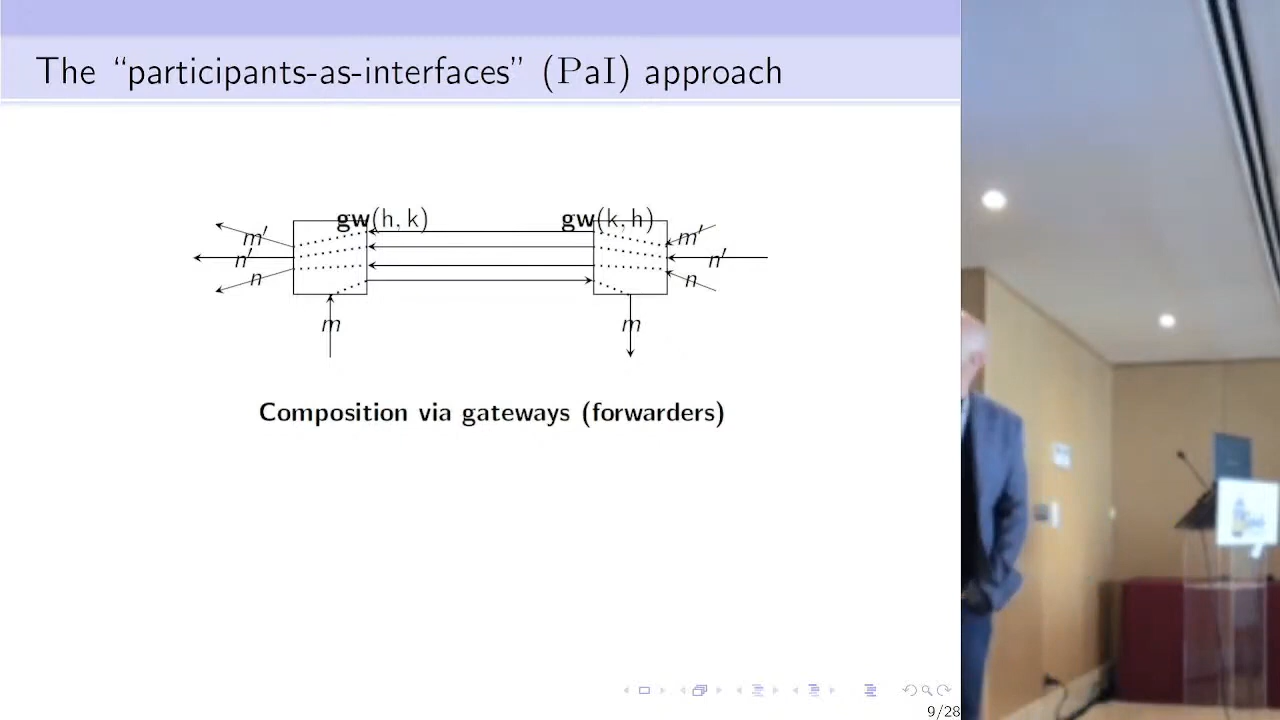 The “participants-as-interfaces” (PaI) approach
gw(h, k)
gw(k, h)
m′
n′
n
m
m′
n′
n
m
Composition via gateways (forwarders)
9/28